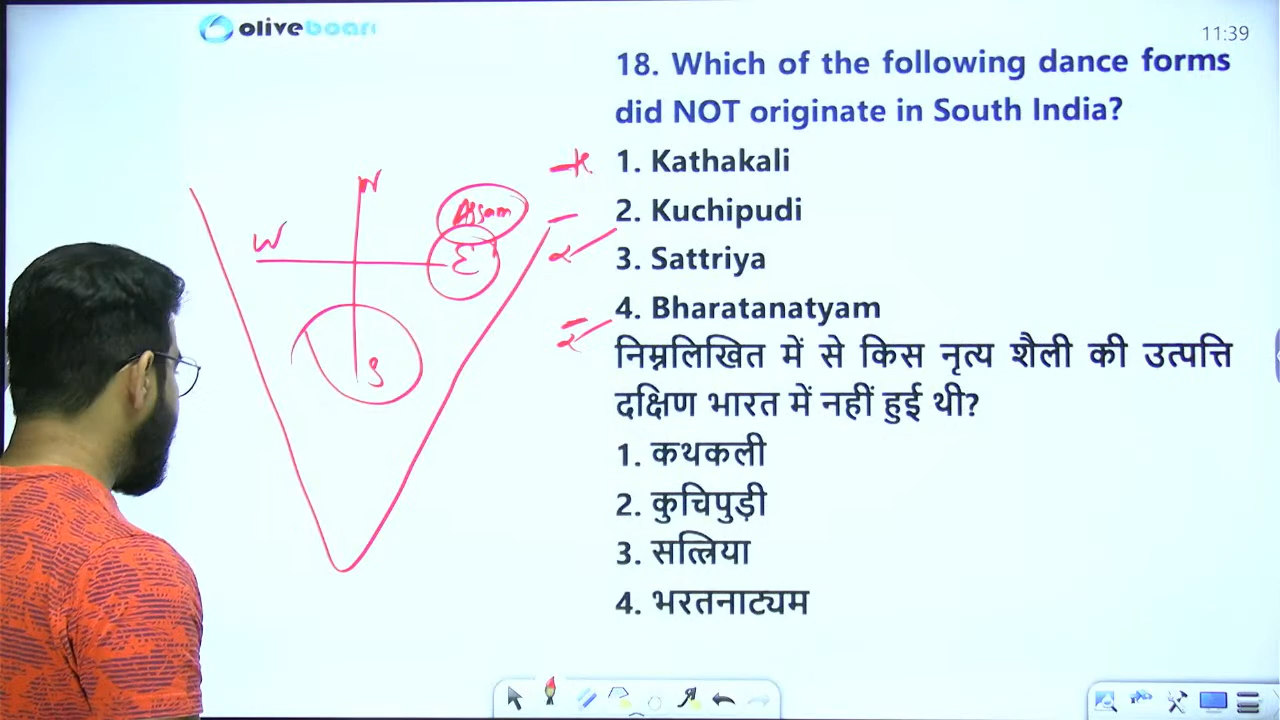 oliveboar
11:39
18. Which of the following dance forms
did NOT originate in South India?
1. Kathakali
2. Kuchipudi
3. Sattriya
4. Bharatanatyam
निम्नलिखित में से किस नृत्य शैली की उत्पत्ति
दक्षिण भारत में नहीं हुई थी?
1. कथकली
2. कुचिपुड़ी
3. सत्त्रिया
4. भरतनाट्यम
N
Assam
W
E
S